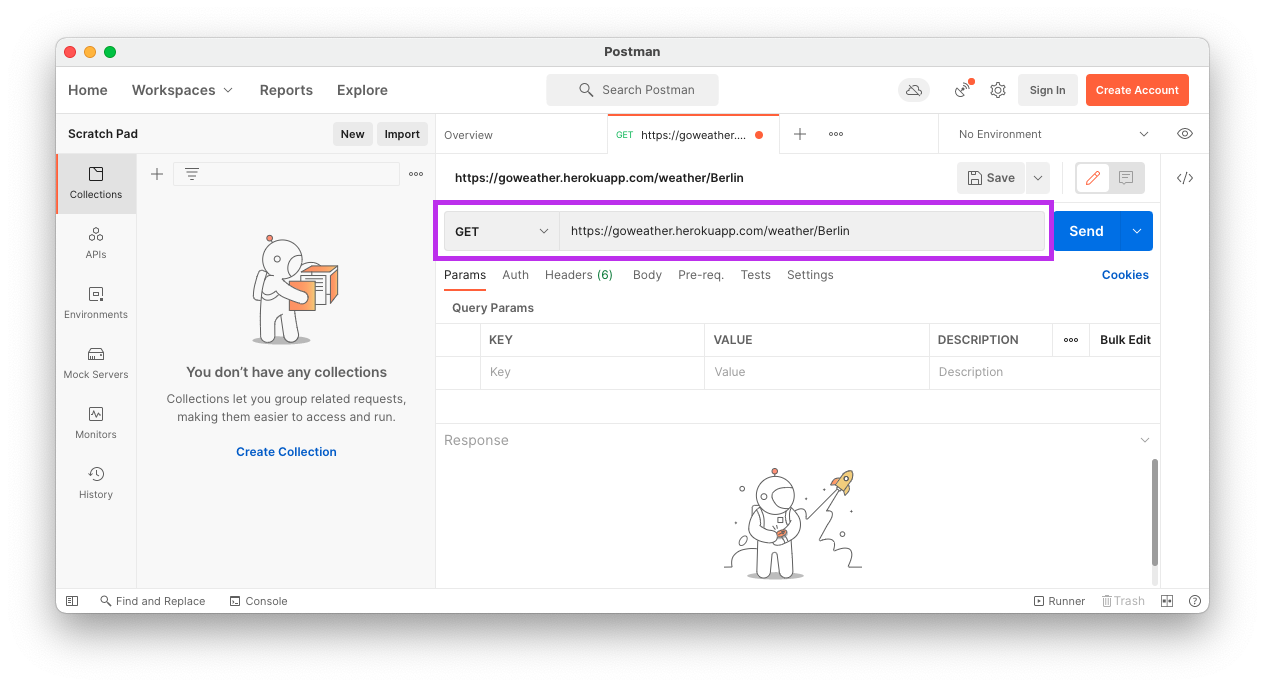 Postman
Home Workspaces Reports Explore Search Postman Sign In Create Account
Scratch Pad New Import Overview GET https://goweather.... No Environment
https://goweather.herokuapp.com/weather/Berlin Save
Collections
GET https://goweather.herokuapp.com/weather/Berlin Send
APIs
Params Auth Headers (6) Body Pre-req. Tests Settings Cookies
Environments
Query Params
KEY VALUE DESCRIPTION Bulk Edit
Mock Servers
You don’t have any collections
Key Value Description
Collections let you group related requests,
making them easier to access and run.
Monitors
Response
Create Collection
History
Find and Replace Console Runner Trash